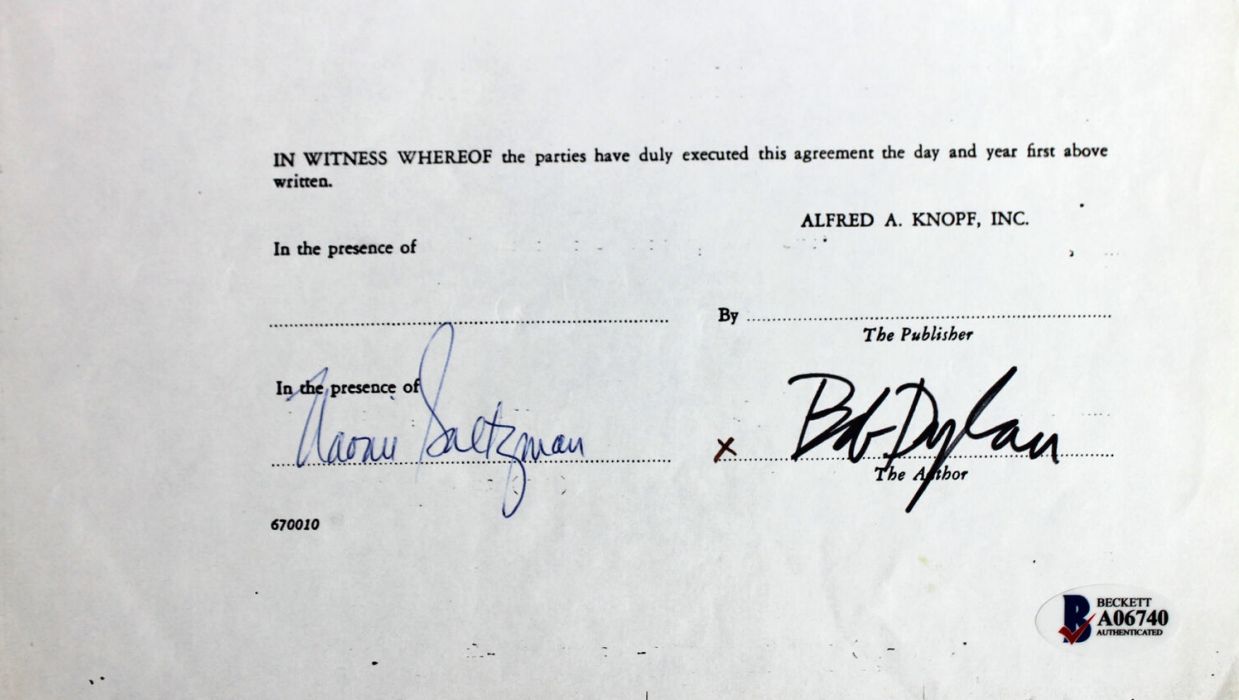 IN WITNESS WHEREOF the parties have duly executed this agreement the day and year first above
written.
ALFRED A. KNOPF, INC.
In the presence of
By
The Publisher
In the presence of
Naomi Saltzman
x Bob Dylan
The Author
670010
B
BECKETT
A06740
AUTHENTICATED